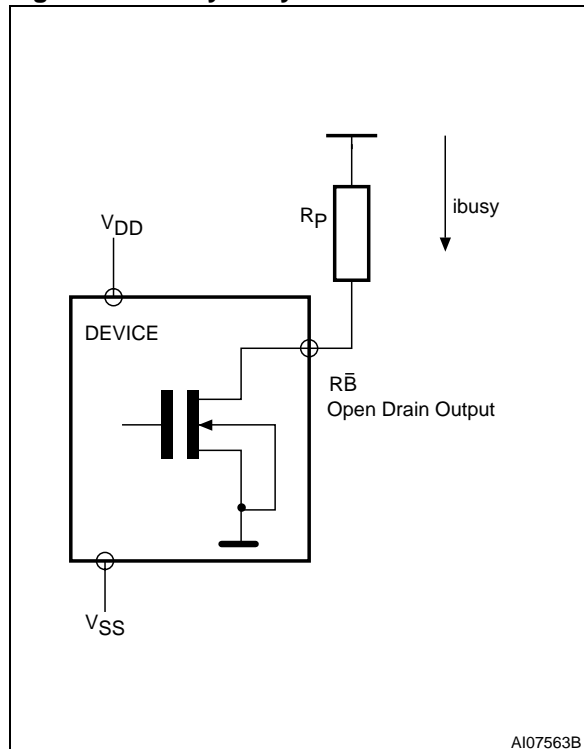 RP
ibusy
VDD
DEVICE
RB̅
Open Drain Output
VSS
AI07563B